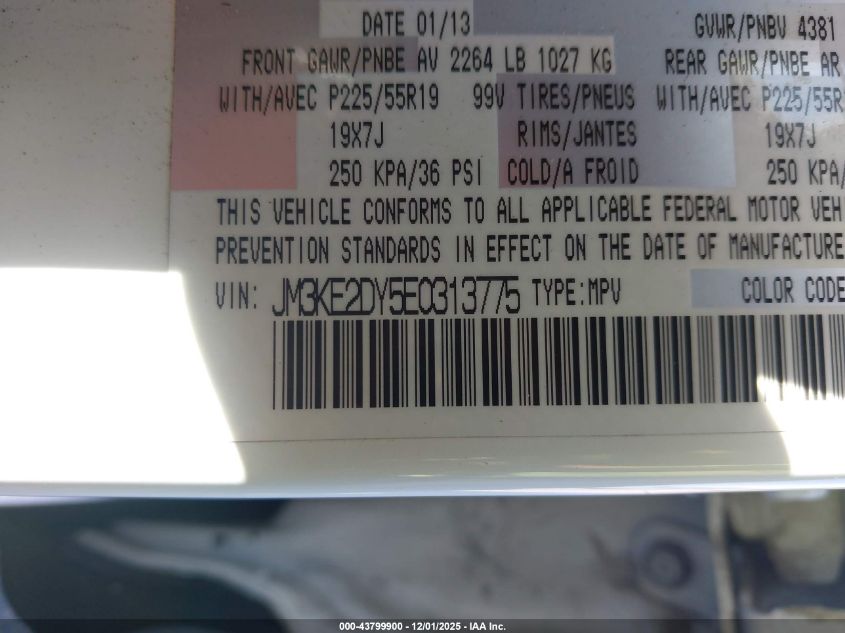 DATE 01/13 GVWR/PNBV 4381
FRONT GAWR/PNBE AV 2264 LB 1027 KG REAR GAWR/PNBE AR
WITH/AVEC P225/55R19 99V TIRES/PNEUS WITH/AVEC P225/55R
19X7J RIMS/JANTES 19X7J
250 KPA/36 PSI COLD/A FROID 250 KPA/
THIS VEHICLE CONFORMS TO ALL APPLICABLE FEDERAL MOTOR VEH
PREVENTION STANDARDS IN EFFECT ON THE DATE OF MANUFACTURE
VIN: JM3KE2DY5E0313775 TYPE:MPV COLOR CODE
000-43799900 - 12/01/2025 - IAA Inc.